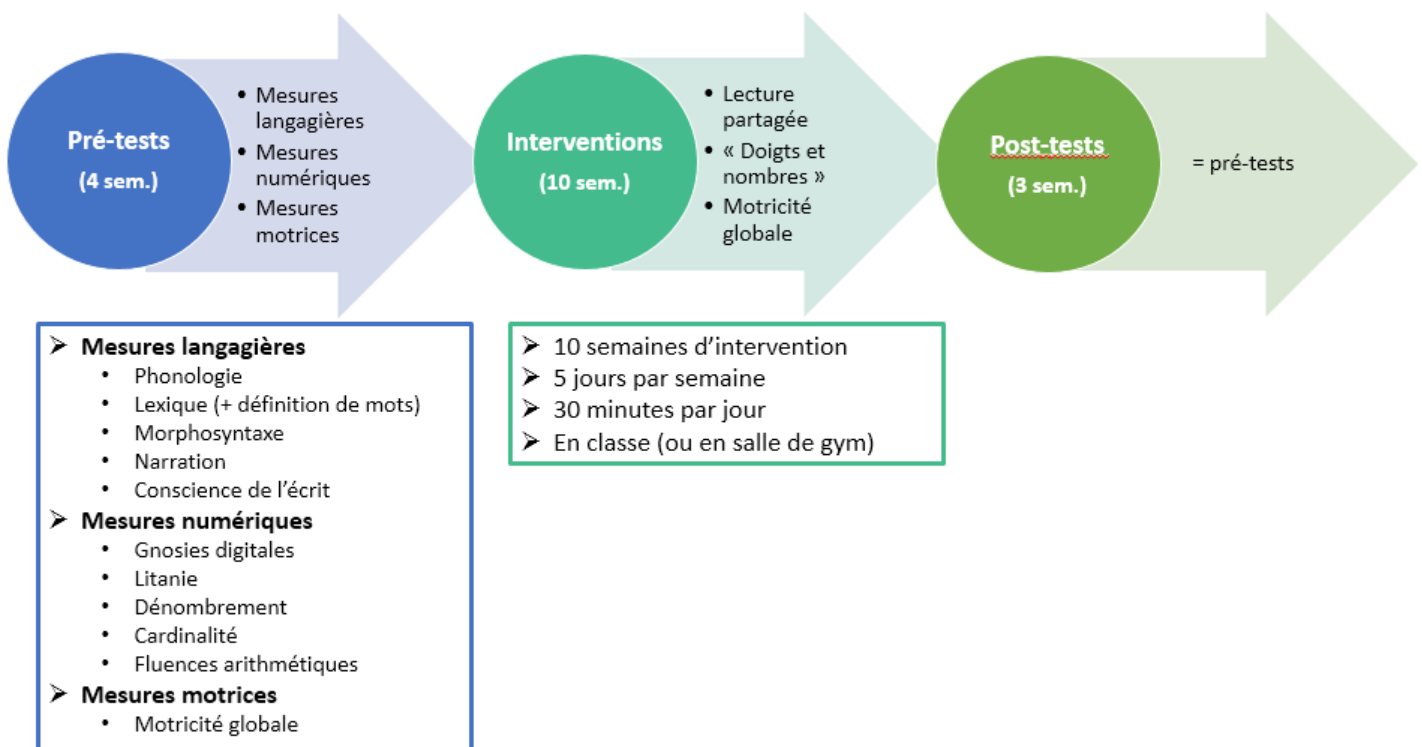 Pré-tests
(4 sem.)
• Mesures
langagières
• Mesures
numériques
• Mesures
motrices
Interventions
(10 sem.)
• Lecture
partagée
• « Doigts et
nombres »
• Motricité
globale
Post-tests
(3 sem.)
= pré-tests
➢ Mesures langagières
• Phonologie
• Lexique (+ définition de mots)
• Morphosyntaxe
• Narration
• Conscience de l’écrit
➢ Mesures numériques
• Gnosies digitales
• Litanie
• Dénombrement
• Cardinalité
• Fluences arithmétiques
➢ Mesures motrices
• Motricité globale
➢ 10 semaines d’intervention
➢ 5 jours par semaine
➢ 30 minutes par jour
➢ En classe (ou en salle de gym)